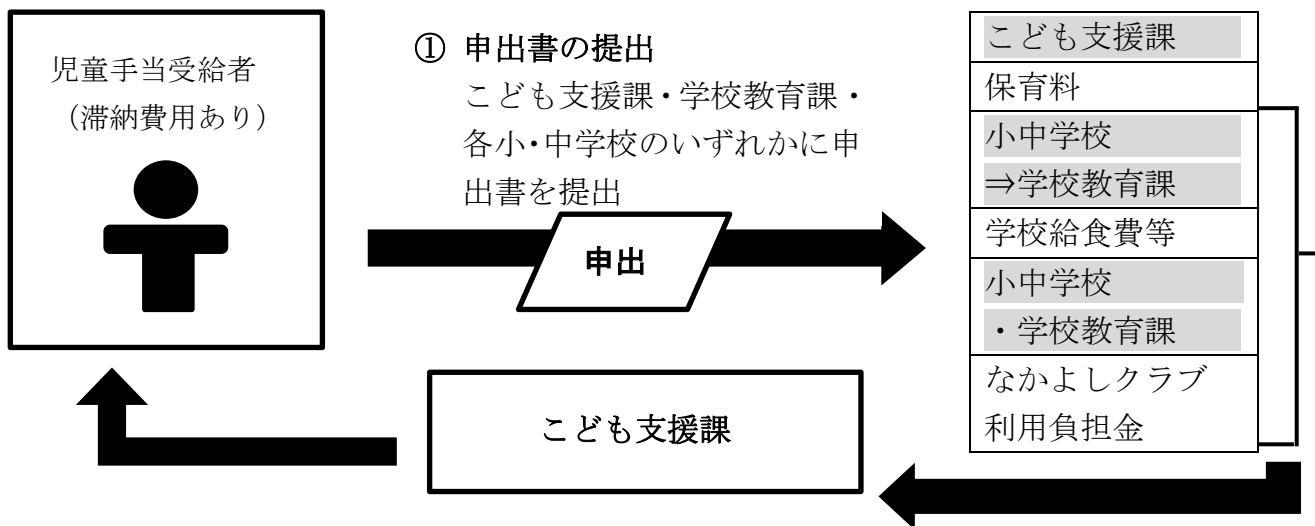 児童手当受給者
（滞納費用あり）
① 申出書の提出
こども支援課・学校教育課・
各小・中学校のいずれかに申
出書を提出
申出
こども支援課
保育料
小中学校
⇒学校教育課
学校給食費等
小中学校
・学校教育課
なかよしクラブ
利用負担金
こども支援課